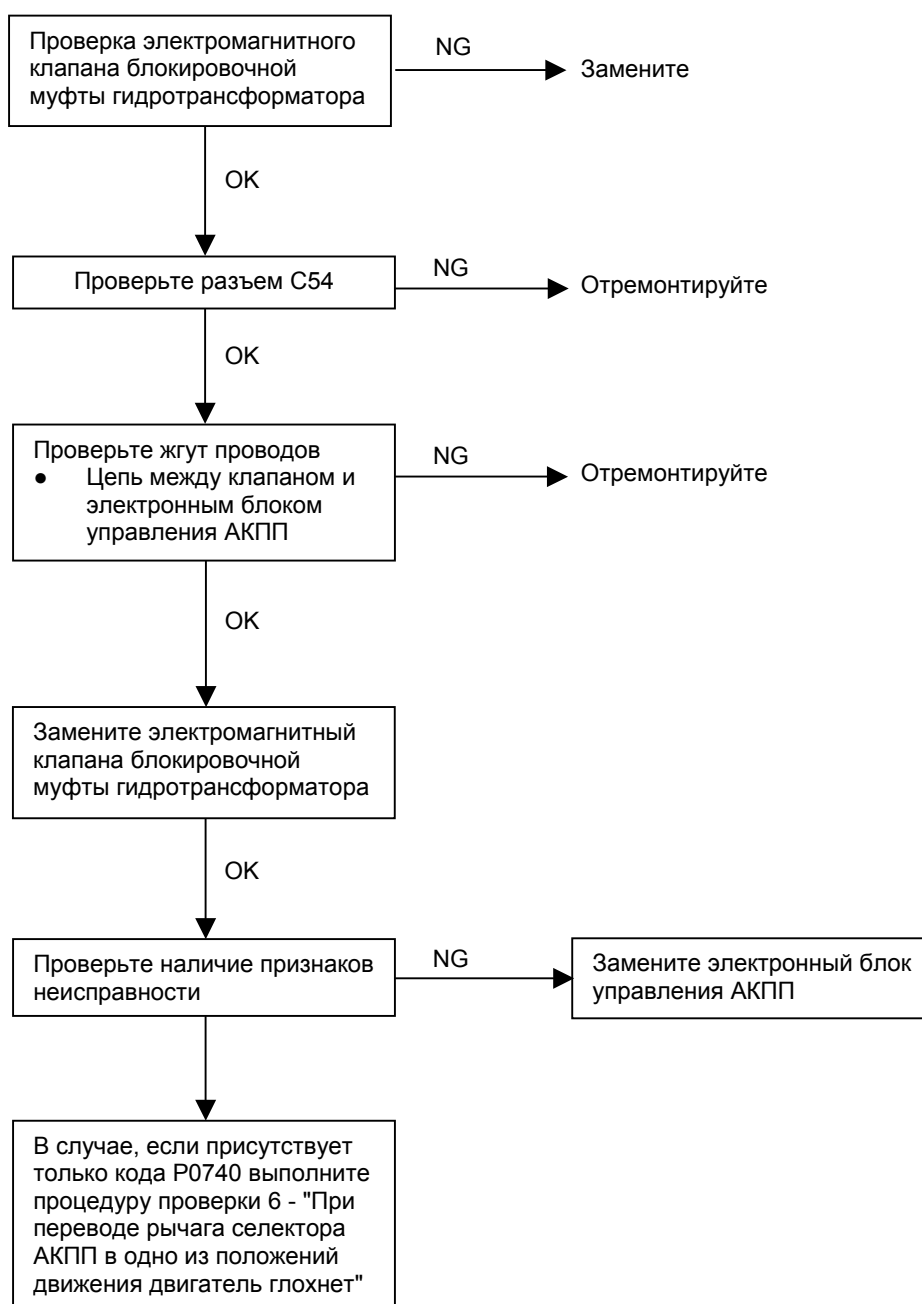 Проверка электромагнитного
клапана блокировочной
муфты гидротрансформатора
NG
Замените
OK
Проверьте разъем C54
NG
Отремонтируйте
OK
Проверьте жгут проводов
● Цепь между клапаном и
электронным блоком
управления АКПП
NG
Отремонтируйте
OK
Замените электромагнитный
клапана блокировочной
муфты гидротрансформатора
OK
Проверьте наличие признаков
неисправности
NG
Замените электронный блок
управления АКПП
В случае, если присутствует
только кода P0740 выполните
процедуру проверки 6 - "При
переводе рычага селектора
АКПП в одно из положений
движения двигатель глохнет"